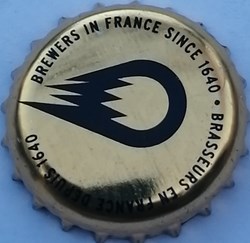 BREWERS IN FRANCE SINCE 1640 • BRASSEURS EN FRANCE DEPUIS 1640